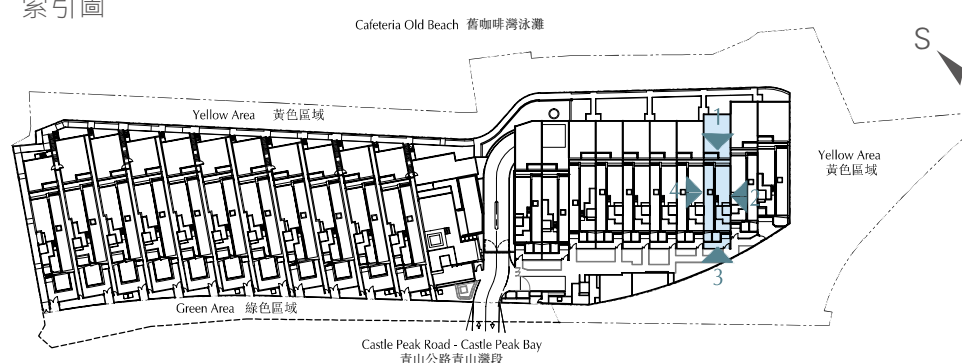 索引圖
Cafeteria Old Beach 舊咖啡灣泳灘
S
Yellow Area 黃色區域
1
Yellow Area
黃色區域
4
2
3
Green Area 綠色區域
Castle Peak Road - Castle Peak Bay
青山公路青山灣段